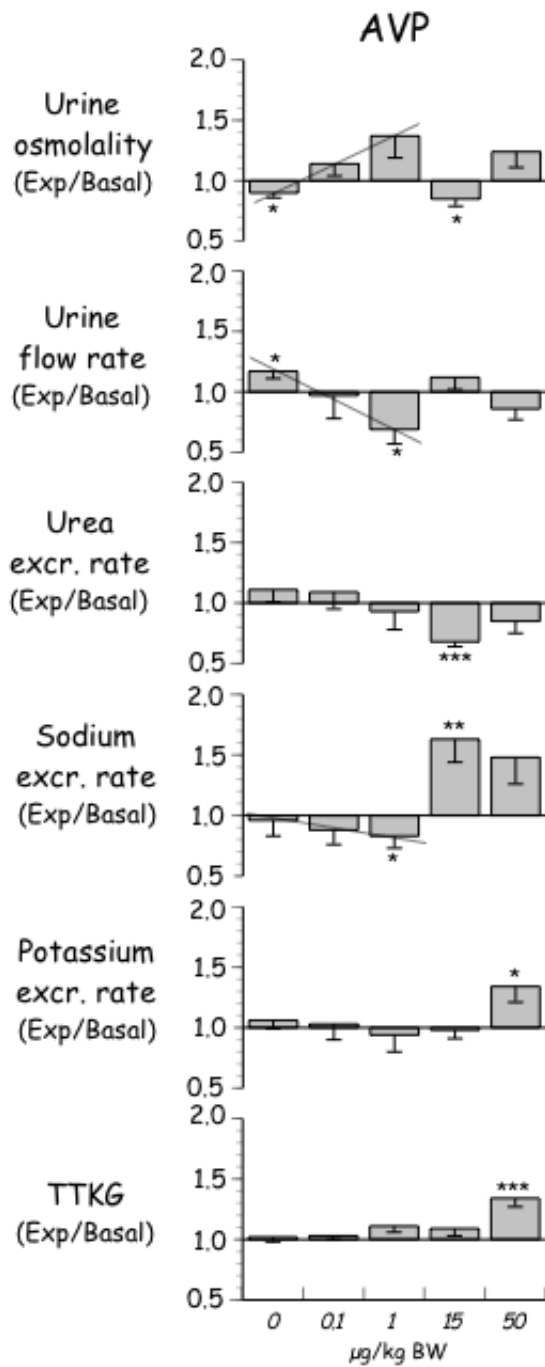 AVP
Urine
osmolality
(Exp/Basal)
2.0
1.5
1.0
0.5
*
*
Urine
flow rate
(Exp/Basal)
2.0
1.5
1.0
0.5
*
*
Urea
excr. rate
(Exp/Basal)
2.0
1.5
1.0
0.5
***
Sodium
excr. rate
(Exp/Basal)
2.0
1.5
1.0
0.5
**
*
Potassium
excr. rate
(Exp/Basal)
2.0
1.5
1.0
0.5
*
TTKG
(Exp/Basal)
2.0
1.5
1.0
0.5
***
0 0,1 1 15 50
µg/kg BW